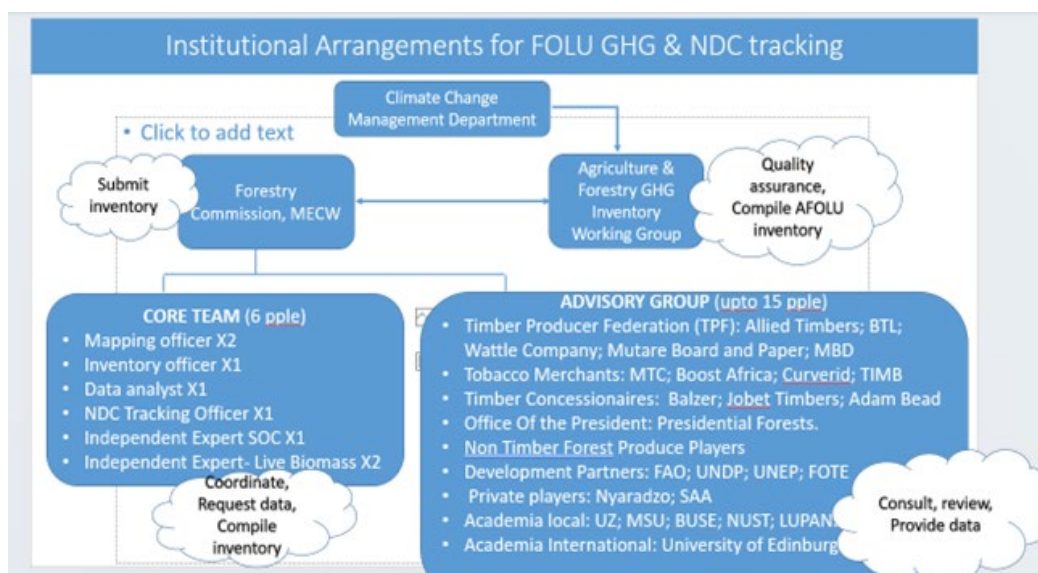 Institutional Arrangements for FOLU GHG & NDC tracking
Climate Change
Management Department
• Click to add text
Submit
inventory
Forestry
Commission, MECW
Agriculture &
Forestry GHG
Inventory
Working Group
Quality
assurance,
Compile AFOLU
inventory
CORE TEAM (6 pple)
• Mapping officer X2
• Inventory officer X1
• Data analyst X1
• NDC Tracking Officer X1
• Independent Expert SOC X1
• Independent Expert- Live Biomass X2
Coordinate,
Request data,
Compile
inventory
ADVISORY GROUP (upto 15 pple)
• Timber Producer Federation (TPF): Allied Timbers; BTL;
Wattle Company; Mutare Board and Paper; MBD
• Tobacco Merchants: MTC; Boost Africa; Curverid; TIMB
• Timber Concessionaires: Balzer; Jobet Timbers; Adam Bead
• Office Of the President: Presidential Forests.
• Non Timber Forest Produce Players
• Development Partners: FAO; UNDP; UNEP; FOTE
• Private players: Nyaradzo; SAA
• Academia local: UZ; MSU; BUSE; NUST; LUPAN
• Academia International: University of Edinburg
Consult, review,
Provide data